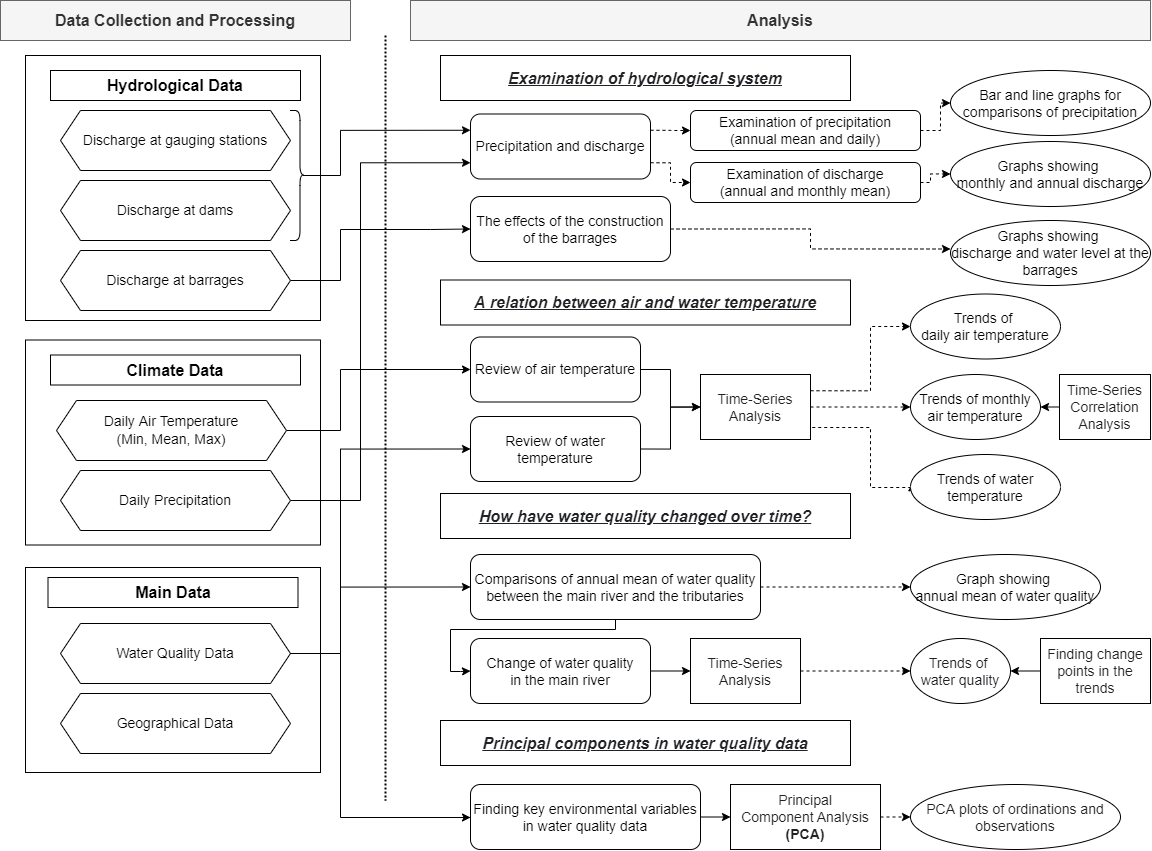 Data Collection and Processing
Analysis
Hydrological Data
Discharge at gauging stations
Discharge at dams
Discharge at barrages
Climate Data
Daily Air Temperature
(Min, Mean, Max)
Daily Precipitation
Main Data
Water Quality Data
Geographical Data
Examination of hydrological system
Precipitation and discharge
Examination of precipitation
(annual mean and daily)
Bar and line graphs for
comparisons of precipitation
Examination of discharge
(annual and monthly mean)
Graphs showing
monthly and annual discharge
The effects of the construction
of the barrages
Graphs showing
discharge and water level at the
barrages
A relation between air and water temperature
Review of air temperature
Review of water
temperature
Time-Series
Analysis
Trends of
daily air temperature
Trends of monthly
air temperature
Time-Series
Correlation
Analysis
Trends of water
temperature
How have water quality changed over time?
Comparisons of annual mean of water quality
between the main river and the tributaries
Graph showing
annual mean of water quality
Change of water quality
in the main river
Time-Series
Analysis
Trends of
water quality
Finding change
points in the
trends
Principal components in water quality data
Finding key environmental variables
in water quality data
Principal
Component Analysis
(PCA)
PCA plots of ordinations and
observations